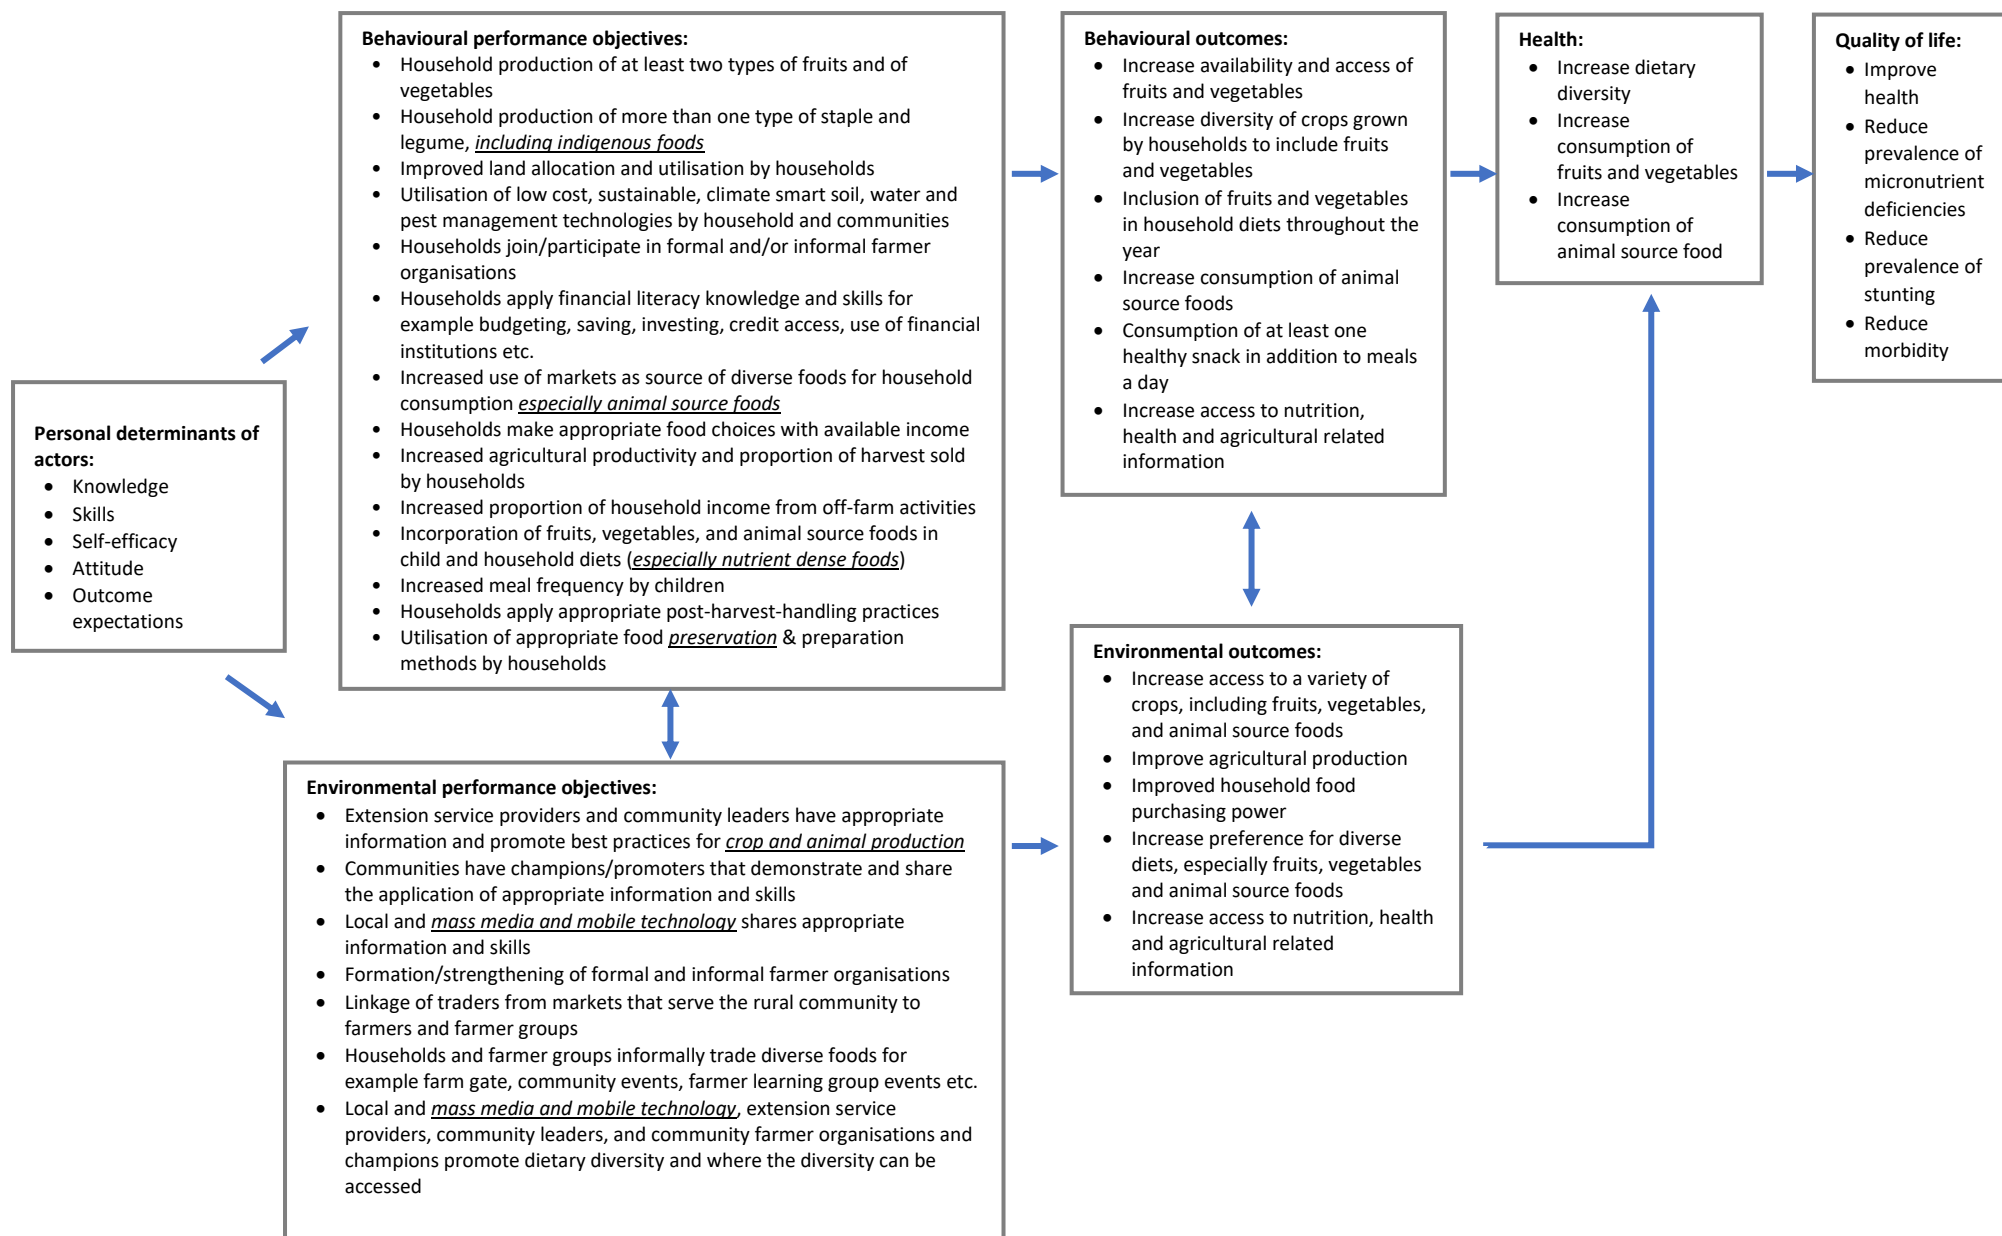 Personal determinants of
actors:
• Knowledge
• Skills
• Self-efficacy
• Attitude
• Outcome
expectations
Behavioural performance objectives:
• Household production of at least two types of fruits and of
vegetables
• Household production of more than one type of staple and
legume, including indigenous foods
• Improved land allocation and utilisation by households
• Utilisation of low cost, sustainable, climate smart soil, water and
pest management technologies by household and communities
• Households join/participate in formal and/or informal farmer
organisations
• Households apply financial literacy knowledge and skills for
example budgeting, saving, investing, credit access, use of financial
institutions etc.
• Increased use of markets as source of diverse foods for household
consumption especially animal source foods
• Households make appropriate food choices with available income
• Increased agricultural productivity and proportion of harvest sold
by households
• Increased proportion of household income from off-farm activities
• Incorporation of fruits, vegetables, and animal source foods in
child and household diets (especially nutrient dense foods)
• Increased meal frequency by children
• Households apply appropriate post-harvest-handling practices
• Utilisation of appropriate food preservation & preparation
methods by households
Environmental performance objectives:
• Extension service providers and community leaders have appropriate
information and promote best practices for crop and animal production
• Communities have champions/promoters that demonstrate and share
the application of appropriate information and skills
• Local and mass media and mobile technology shares appropriate
information and skills
• Formation/strengthening of formal and informal farmer organisations
• Linkage of traders from markets that serve the rural community to
farmers and farmer groups
• Households and farmer groups informally trade diverse foods for
example farm gate, community events, farmer learning group events etc.
• Local and mass media and mobile technology, extension service
providers, community leaders, and community farmer organisations and
champions promote dietary diversity and where the diversity can be
accessed
Behavioural outcomes:
• Increase availability and access of
fruits and vegetables
• Increase diversity of crops grown
by households to include fruits
and vegetables
• Inclusion of fruits and vegetables
in household diets throughout the
year
• Increase consumption of animal
source foods
• Consumption of at least one
healthy snack in addition to meals
a day
• Increase access to nutrition,
health and agricultural related
information
Environmental outcomes:
• Increase access to a variety of
crops, including fruits, vegetables,
and animal source foods
• Improve agricultural production
• Improved household food
purchasing power
• Increase preference for diverse
diets, especially fruits, vegetables
and animal source foods
• Increase access to nutrition, health
and agricultural related
information
Health:
• Increase dietary
diversity
• Increase
consumption of
fruits and vegetables
• Increase
consumption of
animal source food
Quality of life:
• Improve
health
• Reduce
prevalence of
micronutrient
deficiencies
• Reduce
prevalence of
stunting
• Reduce
morbidity